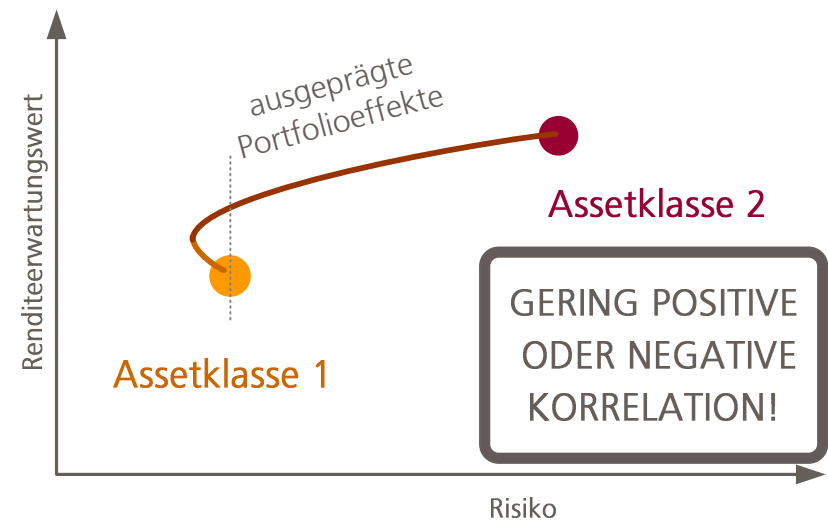 Renditeerwartungswert
ausgeprägte
Portfolioeffekte
Assetklasse 2
Assetklasse 1
GERING POSITIVE
ODER NEGATIVE
KORRELATION!
Risiko